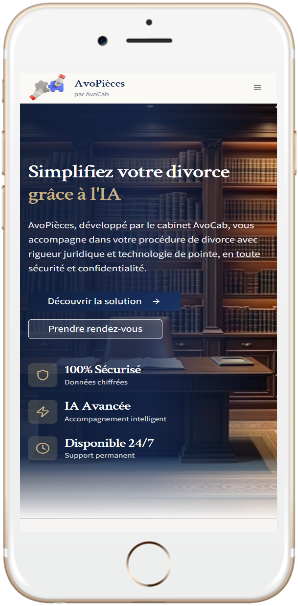 AvoPièces
par AvoCab
Simplifiez votre divorce
grâce à l'IA
AvoPièces, développé par le cabinet AvoCab, vous
accompagne dans votre procédure de divorce avec
rigueur juridique et technologie de pointe, en toute
sécurité et confidentialité.
Découvrir la solution →
Prendre rendez-vous
100% Sécurisé
Données chiffrées
IA Avancée
Accompagnement intelligent
Disponible 24/7
Support permanent